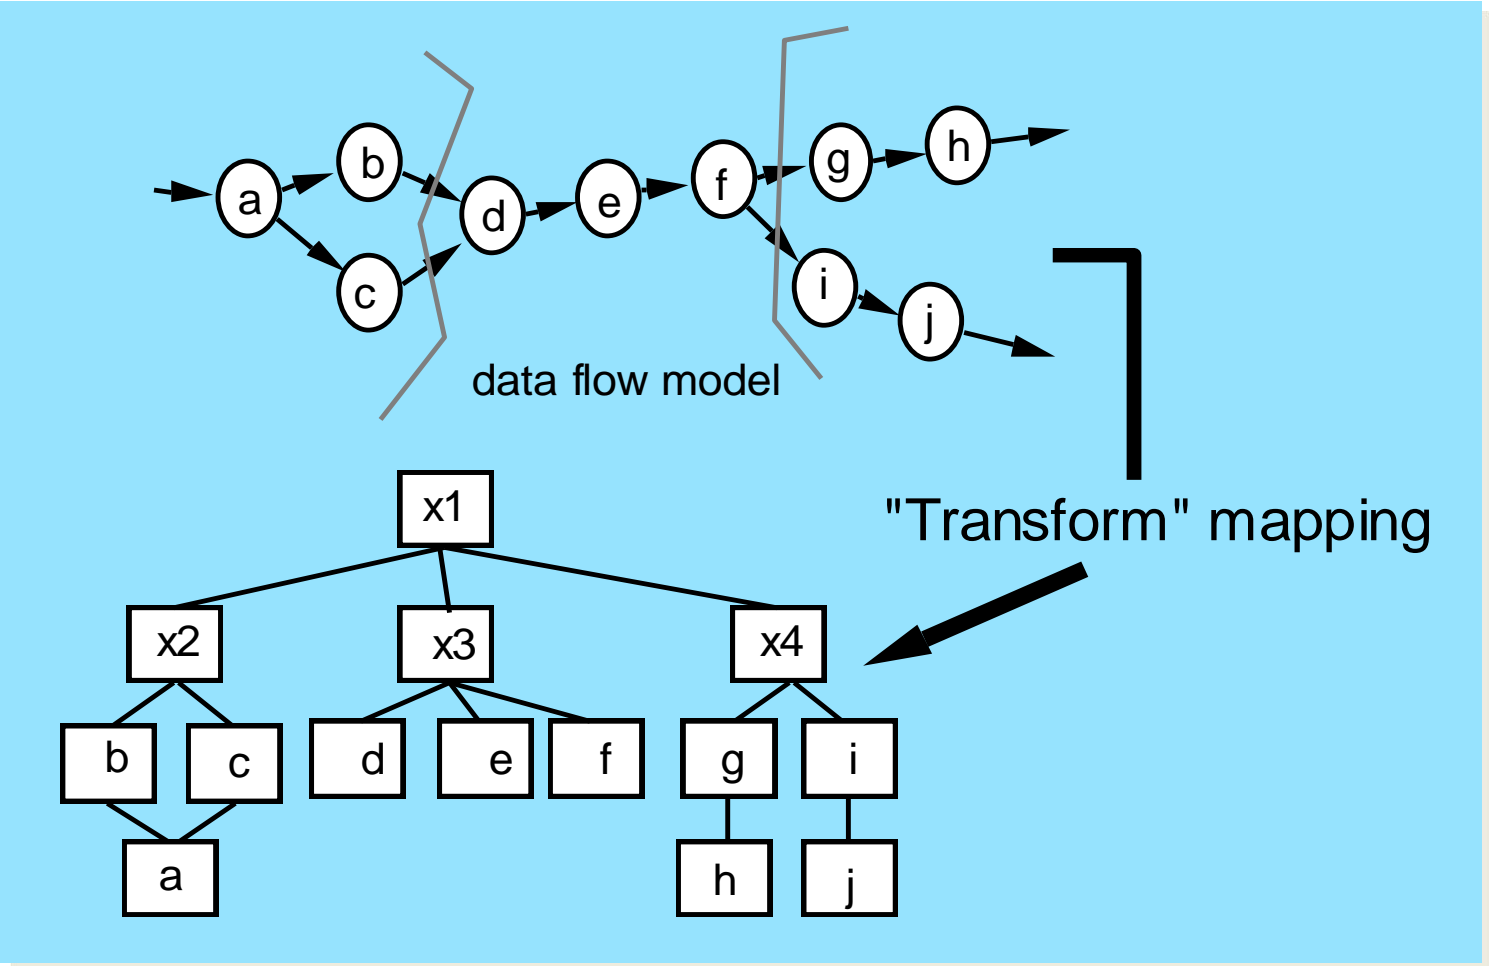 a
b
c
d
e
f
g
h
i
j
data flow model
"Transform" mapping
x1
x2
x3
x4
b
c
d
e
f
g
i
a
h
j